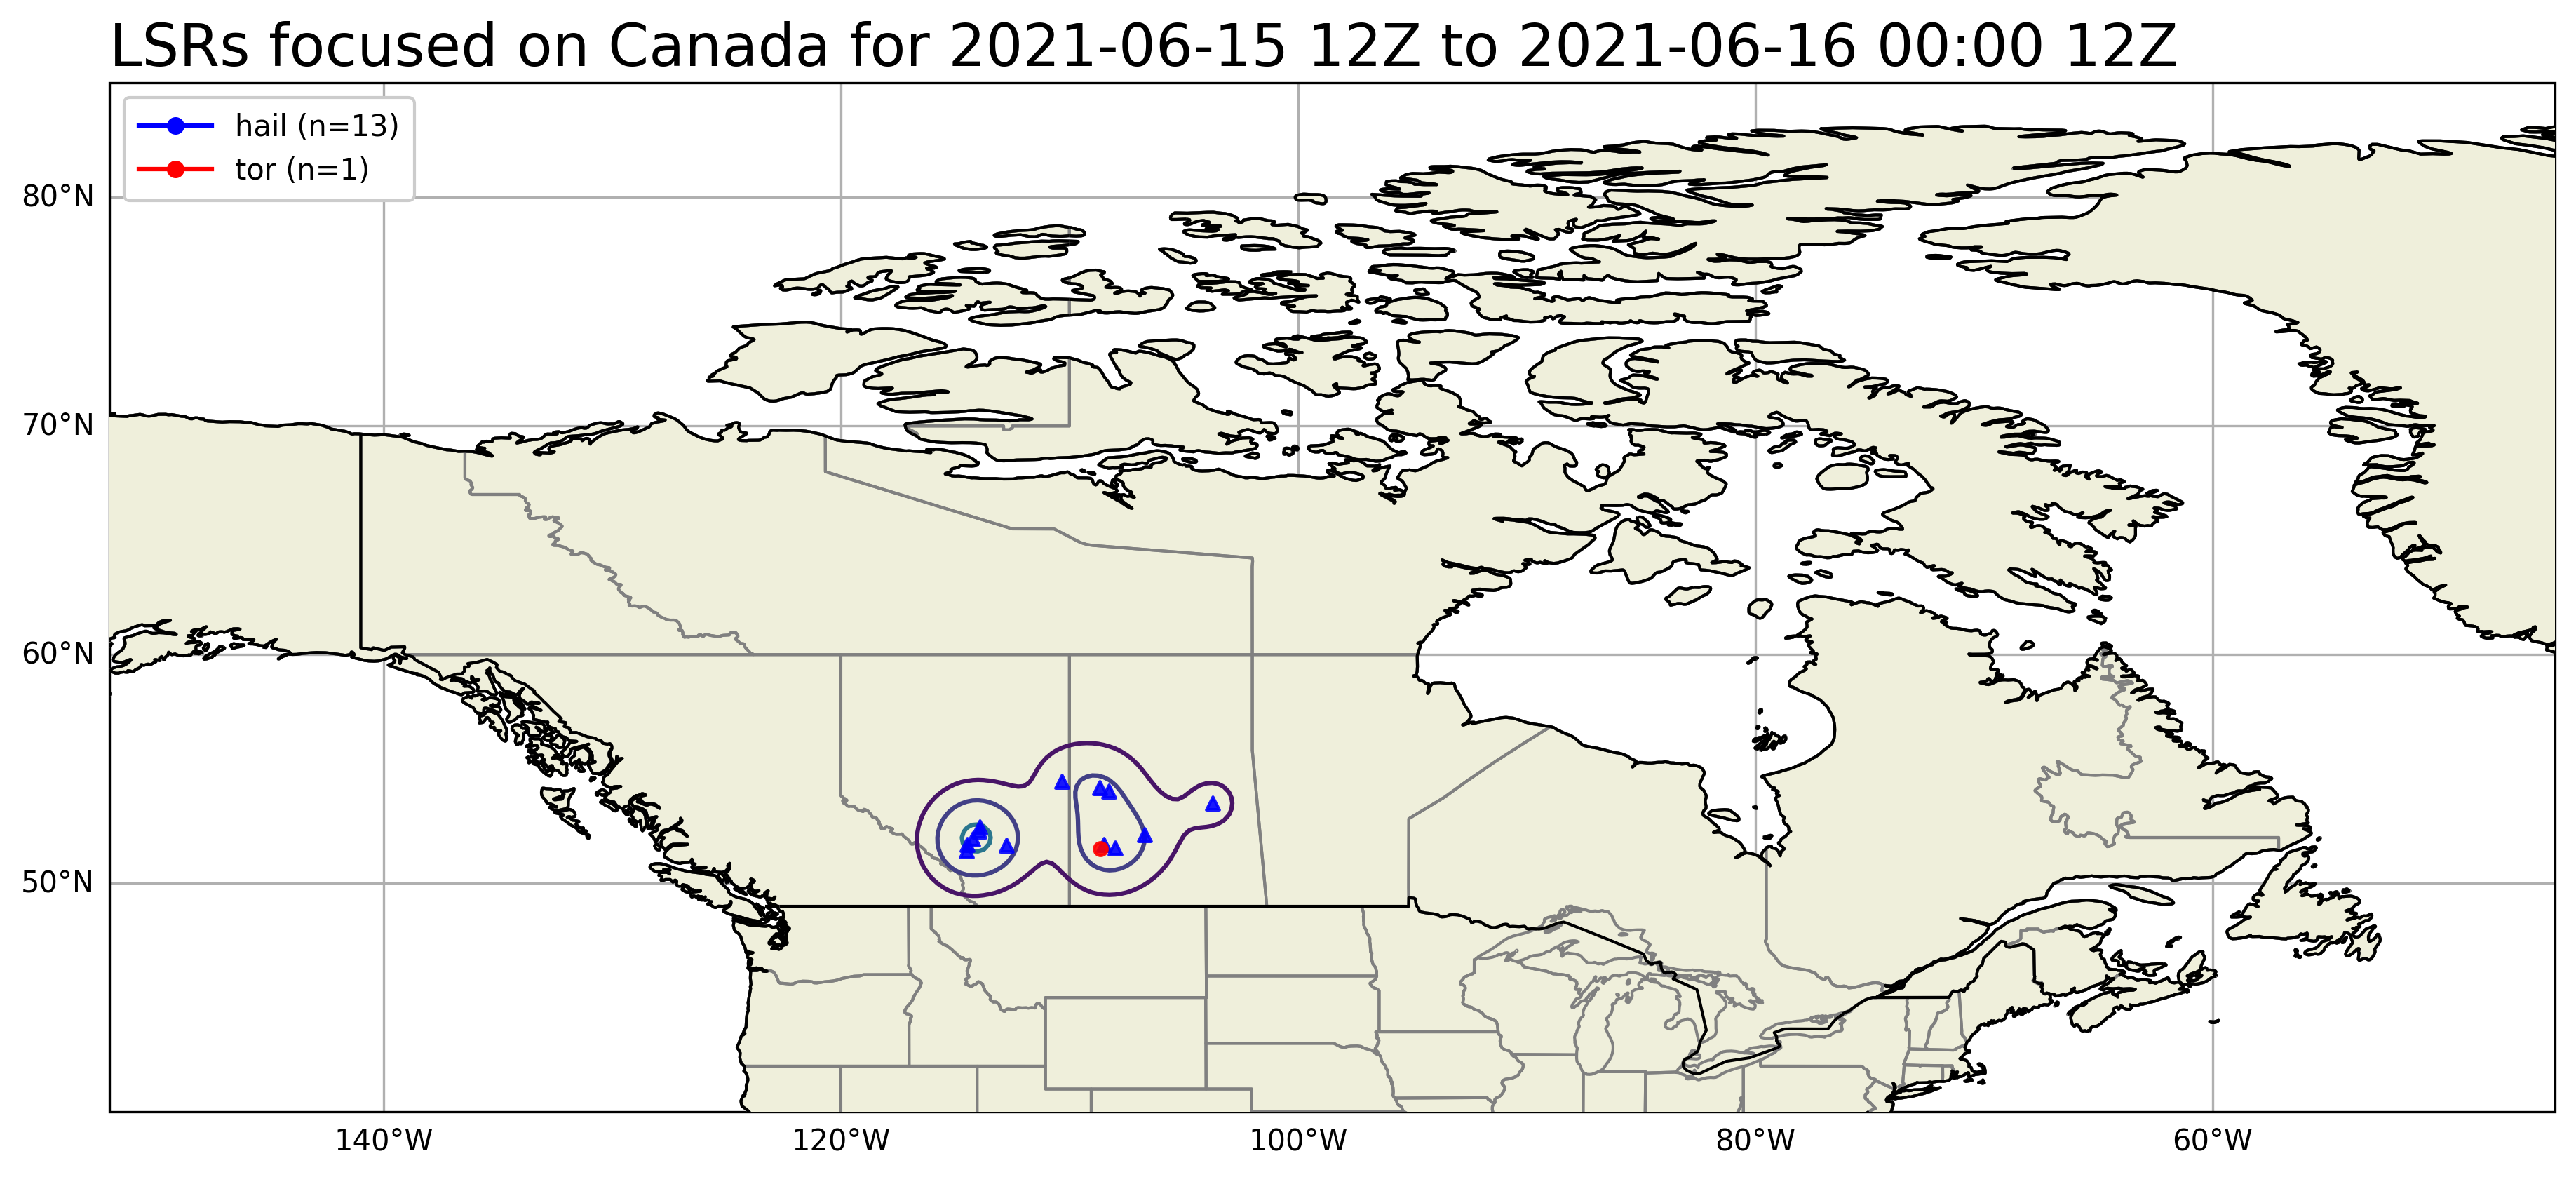 LSRs focused on Canada for 2021-06-15 12Z to 2021-06-16 00:00 12Z
hail (n=13)
tor (n=1)
80°N
70°N
60°N
50°N
140°W
120°W
100°W
80°W
60°W